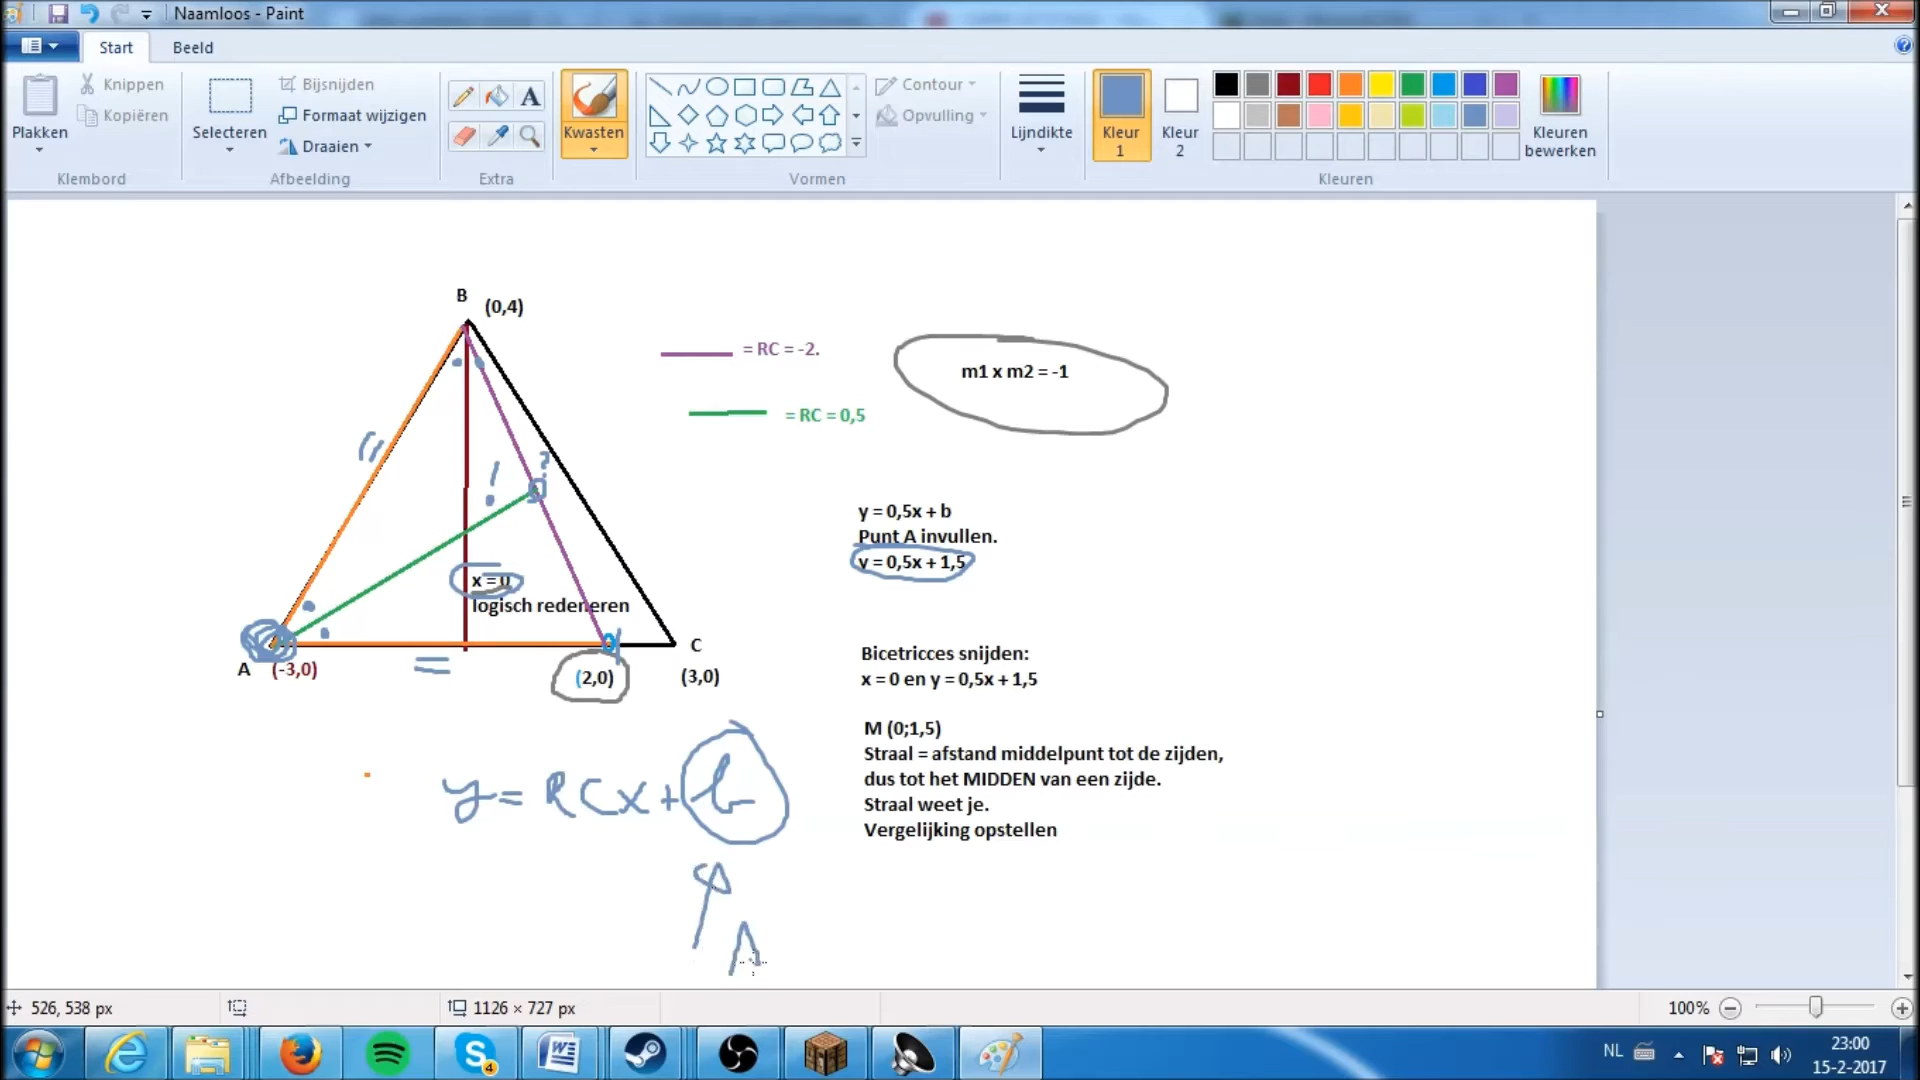 Naamloos - Paint
Start
Beeld
Plakken
Knippen
Kopiëren
Klembord
Selecteren
Bijsnijden
Formaat wijzigen
Draaien
Afbeelding
A
Extra
Kwasten
Vormen
Contour
Opvulling
Lijndikte
Kleur
1
Kleur
2
Kleuren
bewerken
Kleuren
B
(0,4)
= RC = -2.
= RC = 0,5
m1 x m2 = -1
!
?
y = 0,5x + b
Punt A invullen.
y = 0,5x + 1,5
x = 0
logisch redeneren
A
(-3,0)
=
(2,0)
C
(3,0)
Bicetricces snijden:
x = 0 en y = 0,5x + 1,5
M (0;1,5)
Straal = afstand middelpunt tot de zijden,
dus tot het MIDDEN van een zijde.
Straal weet je.
Vergelijking opstellen
y = RCx + b
526, 538 px
1126 × 727 px
100%
S
4
W
NL
23:00
15-2-2017